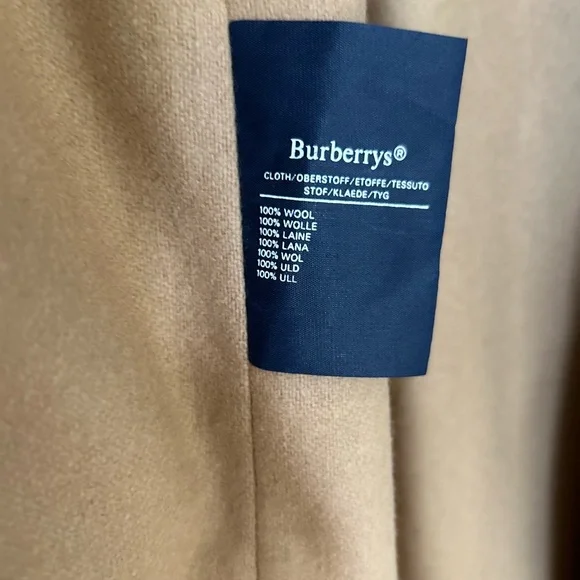 Burberrys®
CLOTH/OBERSTOFF/ETOFFE/TESSUTO
STOF/KLAEDE/TYG
100% WOOL
100% WOLLE
100% LAINE
100% LANA
100% WOL
100% ULD
100% ULL